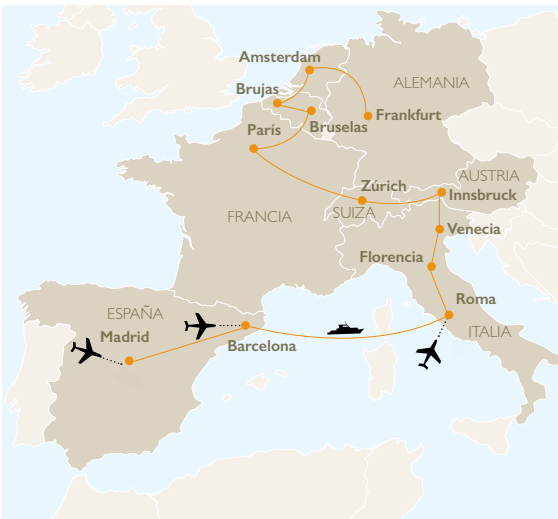 Amsterdam
ALEMANIA
Brujas
Frankfurt
París
Bruselas
AUSTRIA
Zúrich
Innsbruck
SUIZA
FRANCIA
Venecia
Florencia
Roma
ESPAÑA
ITALIA
Madrid
Barcelona